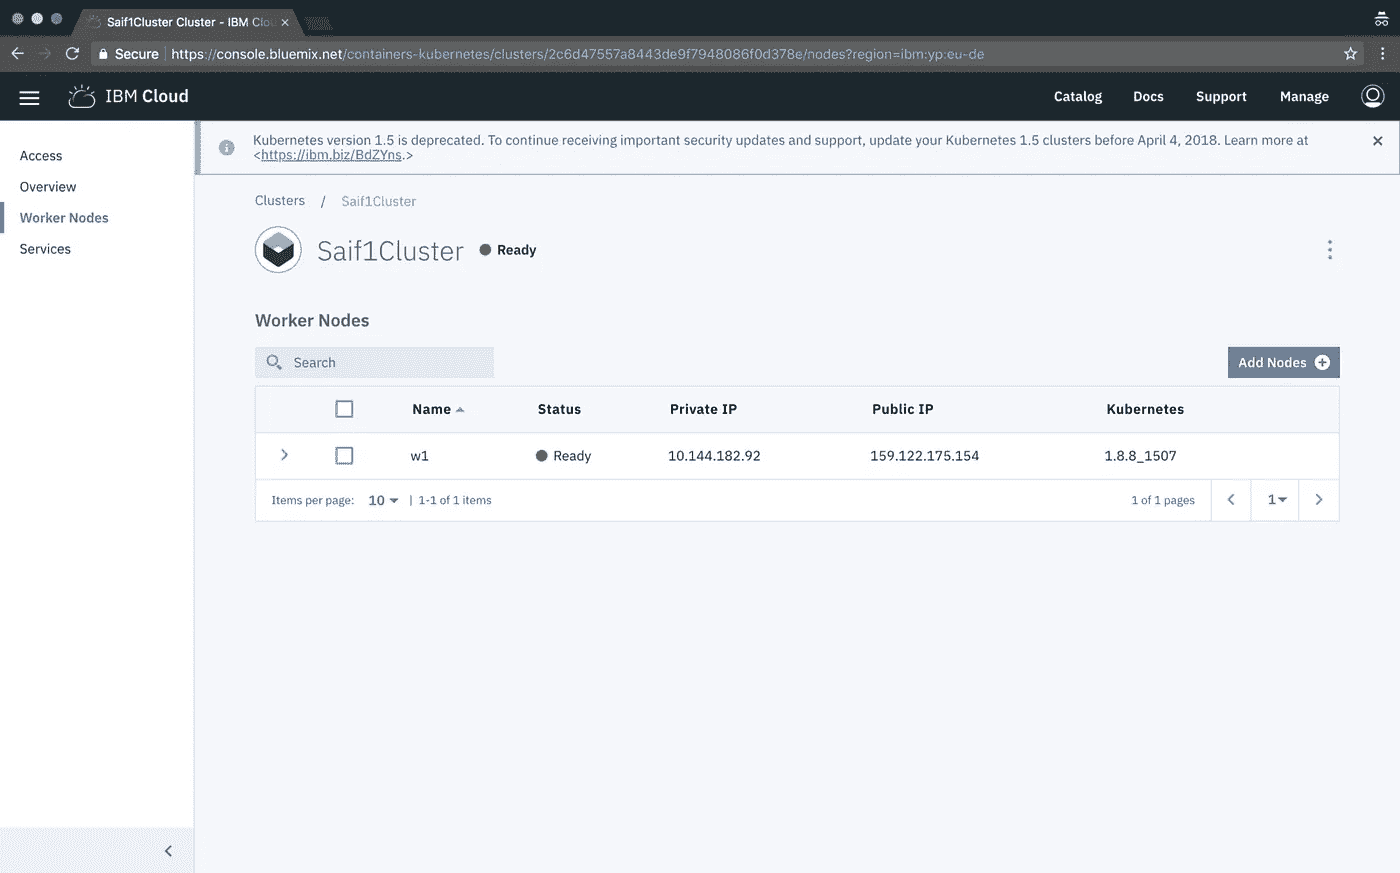 Saif1Cluster Cluster - IBM Clou
Secure https://console.bluemix.net/containers-kubernetes/clusters/2c6d47557a8443de9f7948086f0d378e/nodes?region=ibm:yp:eu-de
IBM Cloud Catalog Docs Support Manage
Access
Overview
Worker Nodes
Services
Kubernetes version 1.5 is deprecated. To continue receiving important security updates and support, update your Kubernetes 1.5 clusters before April 4, 2018. Learn more at
<https://ibm.biz/BdZYns.>
Clusters / Saif1Cluster
Saif1Cluster Ready
Worker Nodes
Search Add Nodes
Name Status Private IP Public IP Kubernetes
w1 Ready 10.144.182.92 159.122.175.154 1.8.8_1507
Items per page: 10 | 1-1 of 1 items 1 of 1 pages 1